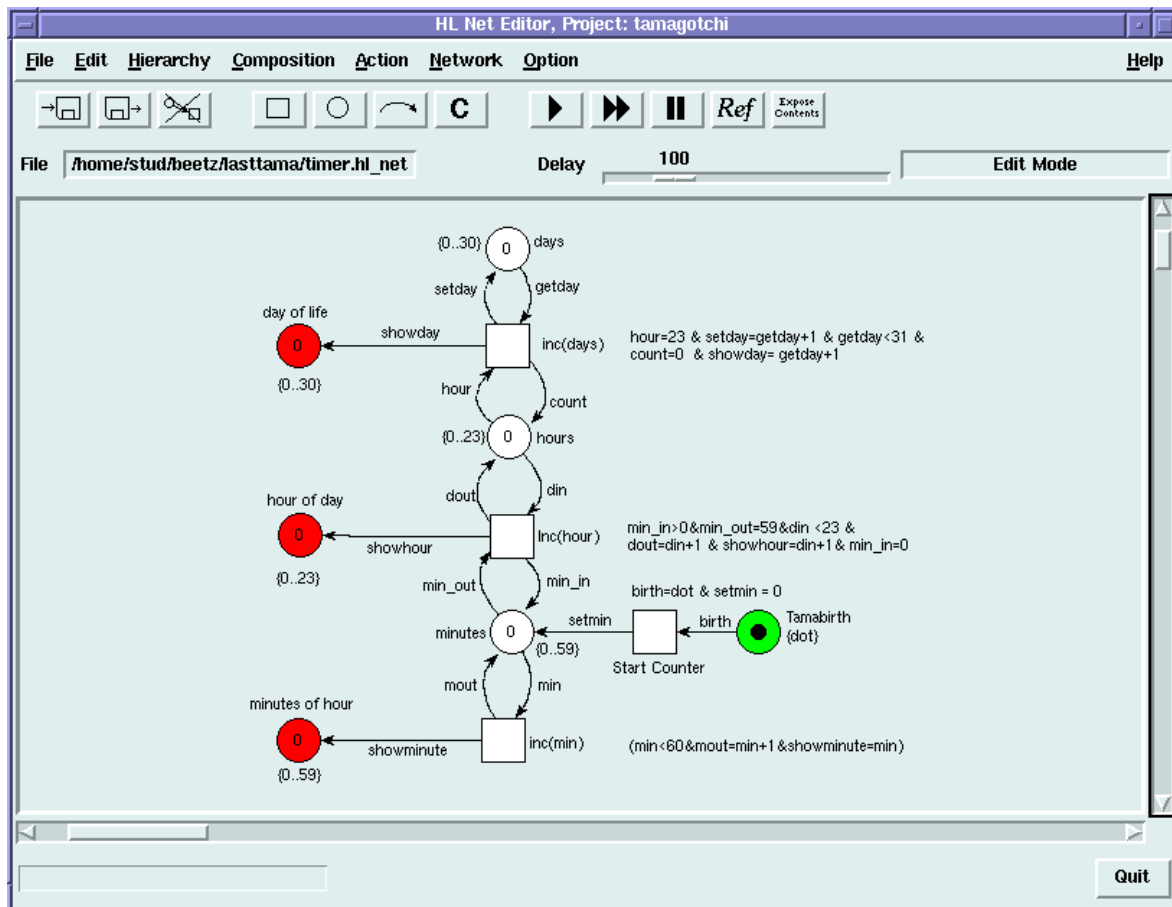 HL Net Editor, Project: tamagotchi
File Edit Hierarchy Composition Action Network Option Help
C Ref Expose Contents
File /home/stud/beetz/lasttama/timer.hl_net Delay 100 Edit Mode
{0..30} 0 days
setday getday
day of life
showday
0
inc(days)
hour=23 & setday=getday+1 & getday<31 &
count=0 & showday= getday+1
{0..30}
hour count
{0..23} 0 hours
dout din
hour of day
0
showhour
Inc(hour)
min_in>0&min_out=59&din <23 &
dout=din+1 & showhour=din+1 & min_in=0
{0..23}
min_out min_in
birth=dot & setmin = 0
minutes 0 setmin birth Tamabirth
{dot}
{0..59}
Start Counter
mout min
minutes of hour
0
showminute
inc(min)
(min<60&mout=min+1&showminute=min)
{0..59}
Quit